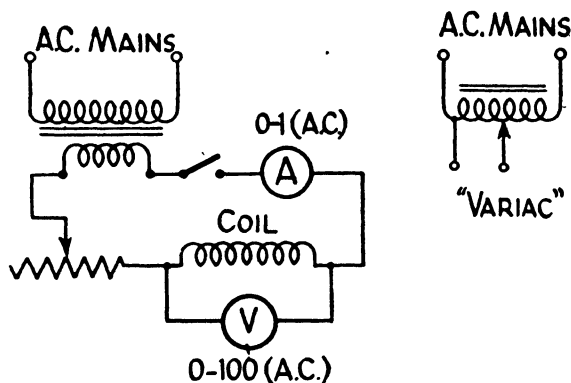 A.C. MAINS
A.C. MAINS
0-1 (A.C.)
A
"VARIAC"
COIL
V
0-100 (A.C.)